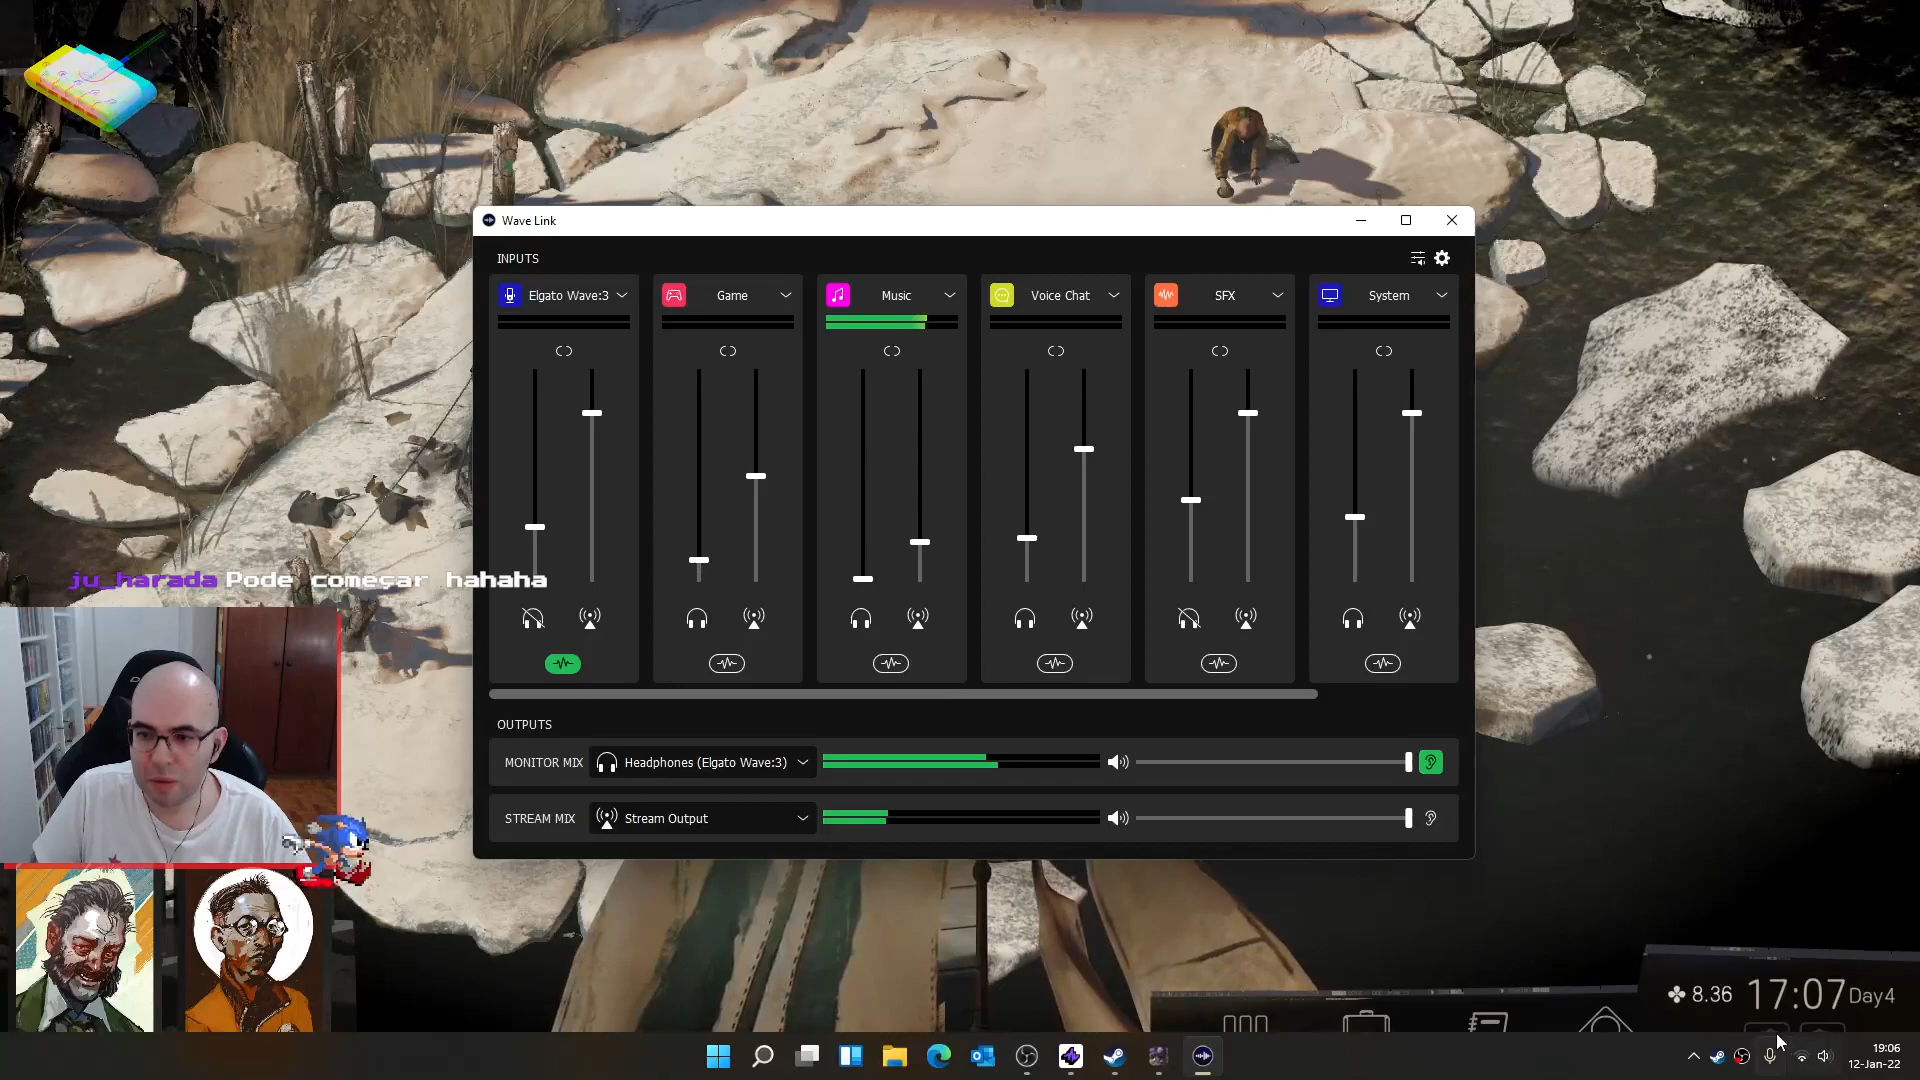 Wave Link
INPUTS
Elgato Wave:3
Game
Music
Voice Chat
SFX
System
ju_harada Pode começar hahaha
OUTPUTS
MONITOR MIX
Headphones (Elgato Wave:3)
STREAM MIX
Stream Output
8.36
17:07 Day4
19:06
12-Jan-22